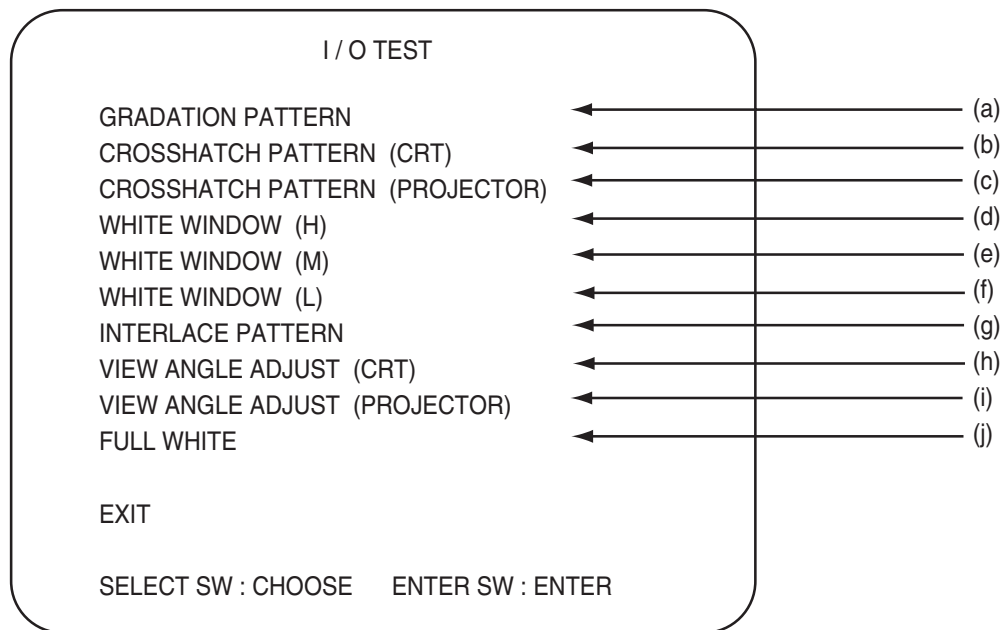 I / O TEST
GRADATION PATTERN (a)
CROSSHATCH PATTERN (CRT) (b)
CROSSHATCH PATTERN (PROJECTOR) (c)
WHITE WINDOW (H) (d)
WHITE WINDOW (M) (e)
WHITE WINDOW (L) (f)
INTERLACE PATTERN (g)
VIEW ANGLE ADJUST (CRT) (h)
VIEW ANGLE ADJUST (PROJECTOR) (i)
FULL WHITE (j)
EXIT
SELECT SW : CHOOSE ENTER SW : ENTER